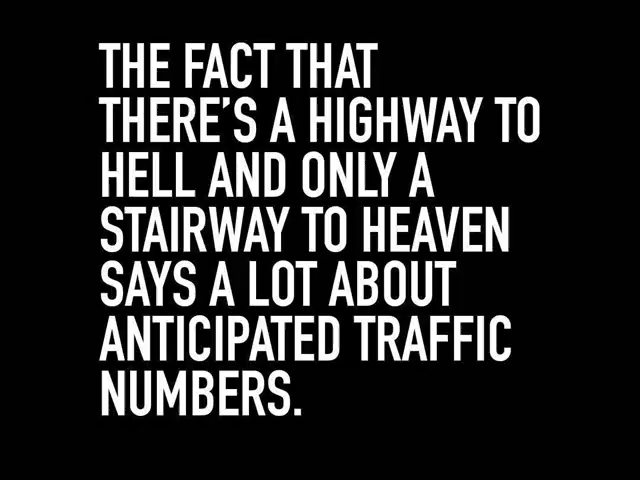 THE FACT THAT
THERE'S A HIGHWAY TO
HELL AND ONLY A
STAIRWAY TO HEAVEN
SAYS A LOT ABOUT
ANTICIPATED TRAFFIC
NUMBERS.